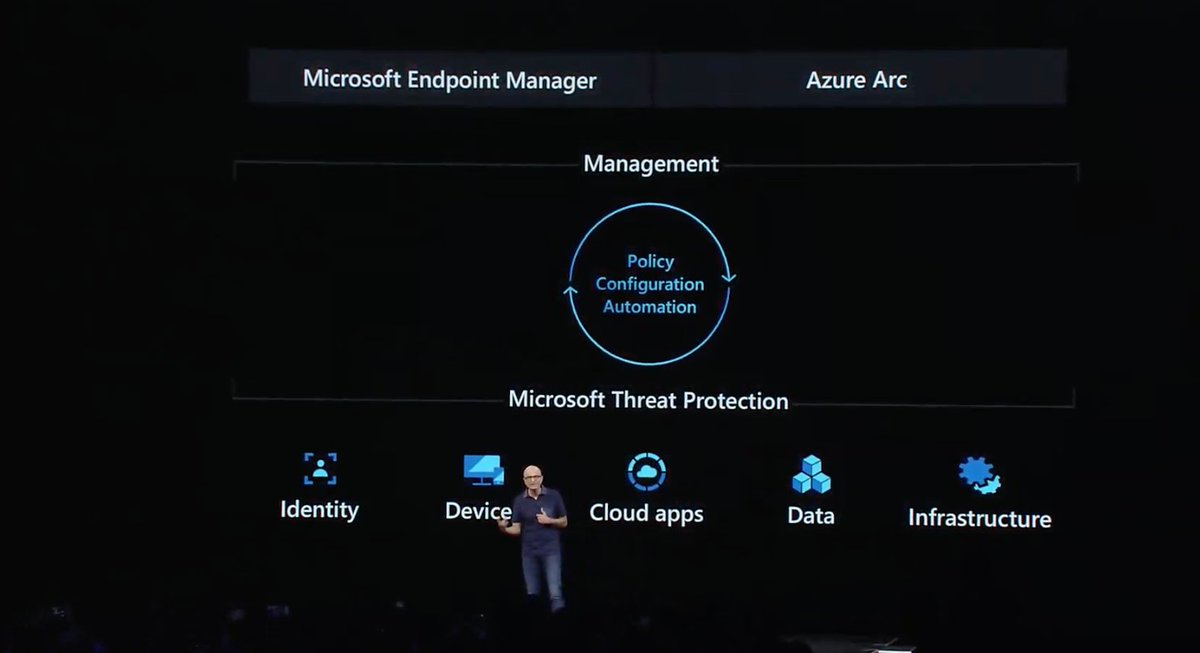 Microsoft Endpoint Manager
Azure Arc
Management
Policy
Configuration
Automation
Microsoft Threat Protection
Identity
Device
Cloud apps
Data
Infrastructure